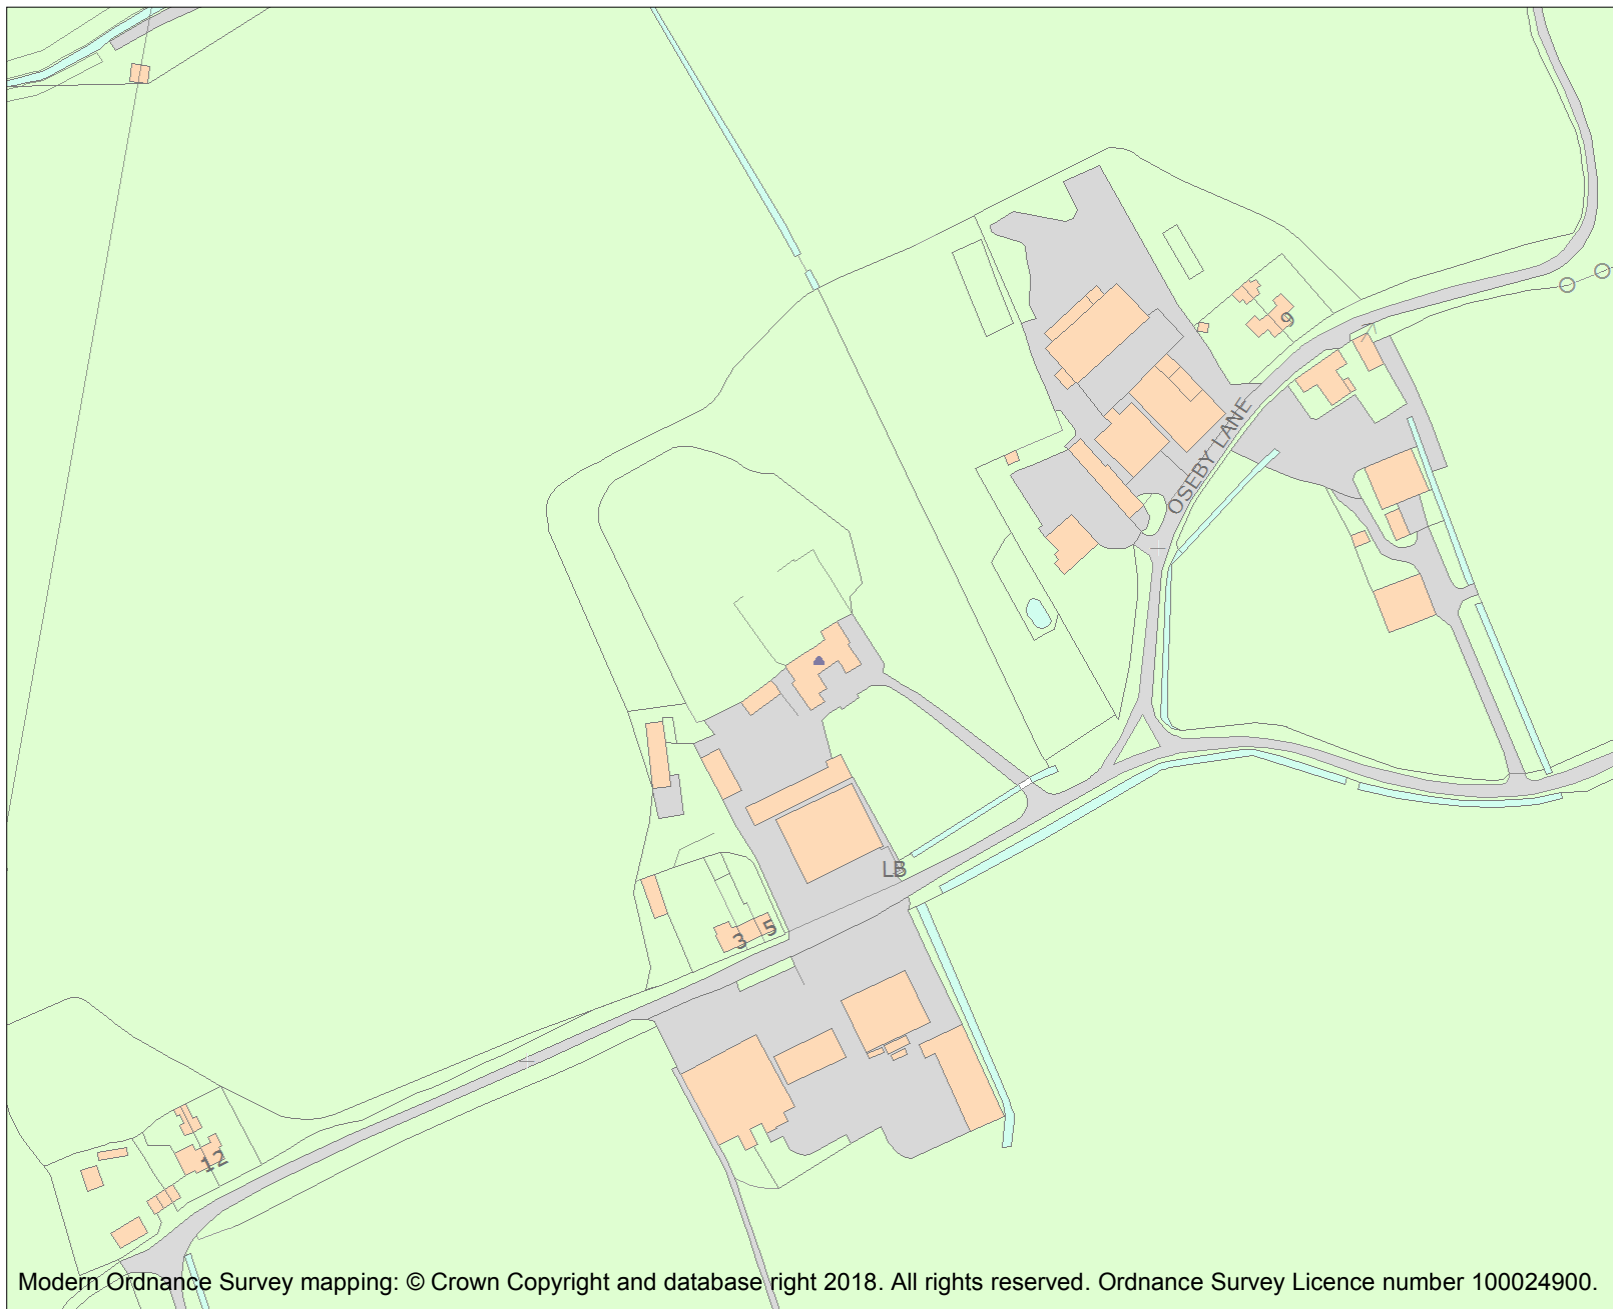 9
OSEBY LANE
LB
3
5
12
Modern Ordnance Survey mapping: © Crown Copyright and database right 2018. All rights reserved. Ordnance Survey Licence number 100024900.